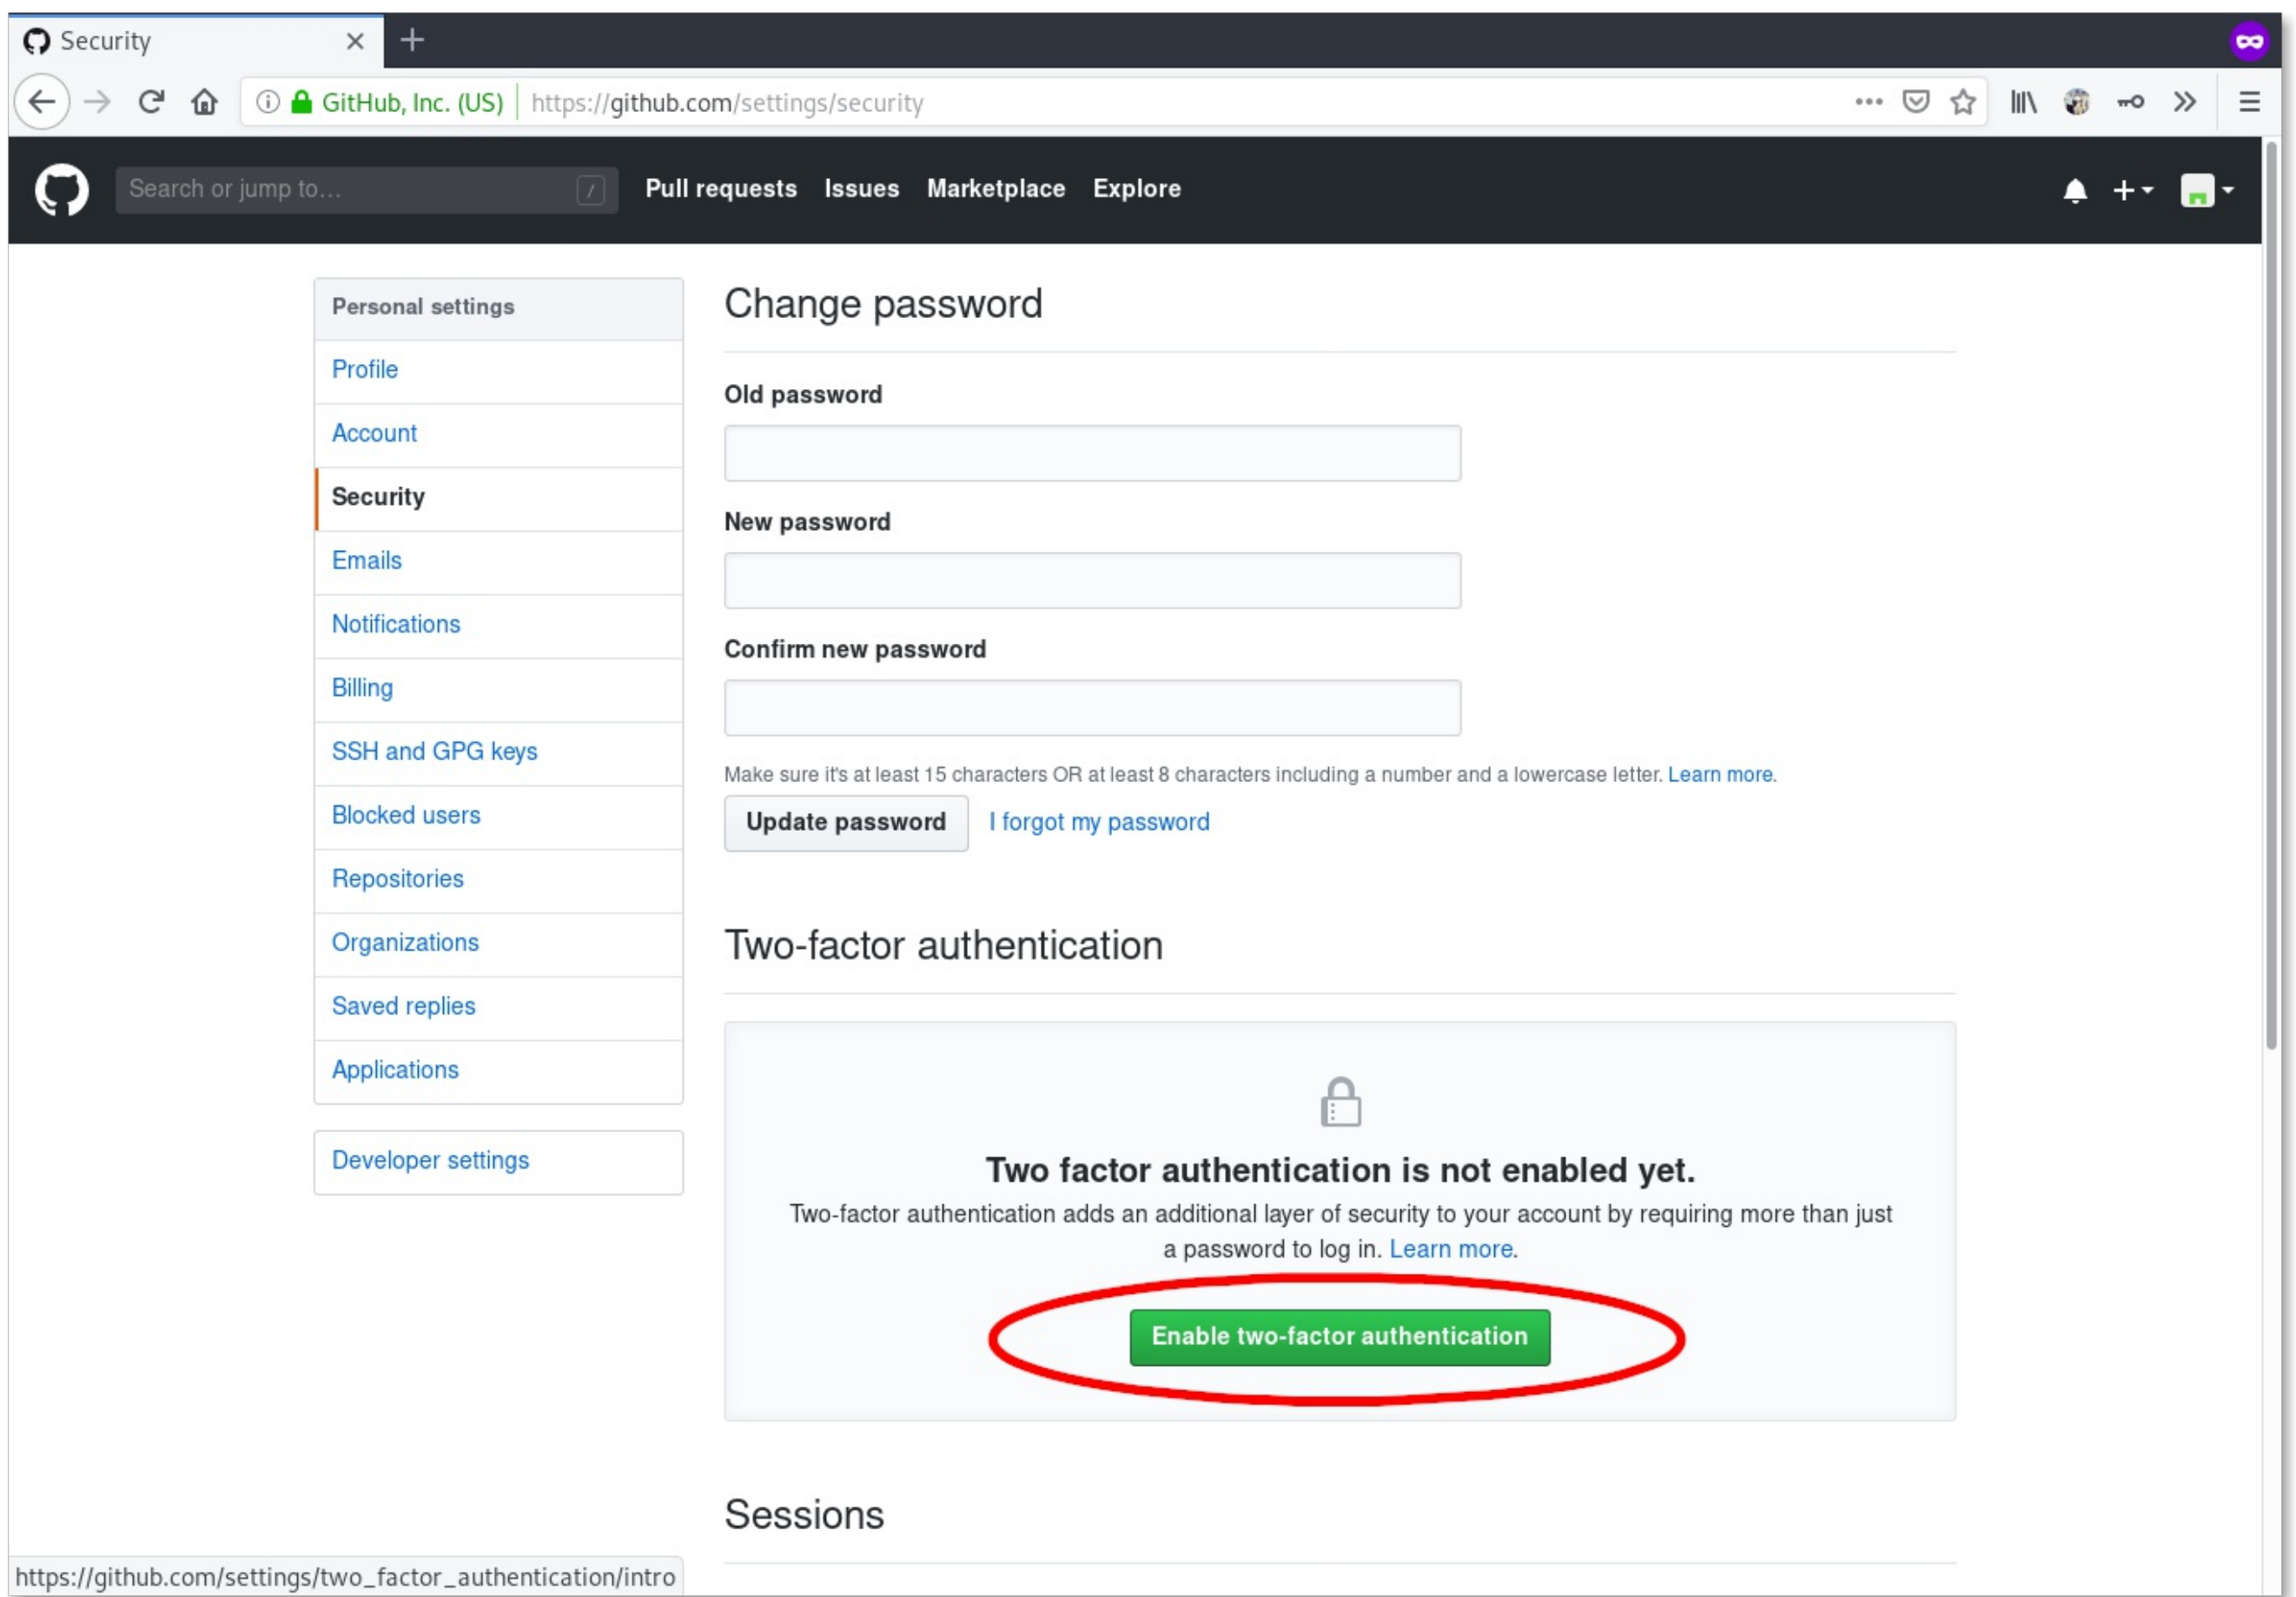 Security
GitHub, Inc. (US) https://github.com/settings/security
Search or jump to… / Pull requests Issues Marketplace Explore
Personal settings
Profile
Account
Security
Emails
Notifications
Billing
SSH and GPG keys
Blocked users
Repositories
Organizations
Saved replies
Applications
Developer settings
Change password
Old password
New password
Confirm new password
Make sure it's at least 15 characters OR at least 8 characters including a number and a lowercase letter. Learn more.
Update password I forgot my password
Two-factor authentication
Two factor authentication is not enabled yet.
Two-factor authentication adds an additional layer of security to your account by requiring more than just
a password to log in. Learn more.
Enable two-factor authentication
Sessions
https://github.com/settings/two_factor_authentication/intro